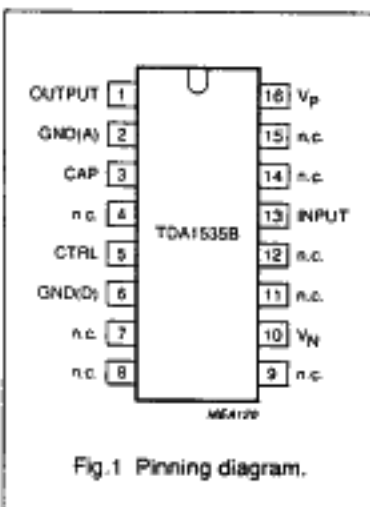 OUTPUT 1 16 Vp
GND(A) 2 15 n.c.
CAP 3 14 n.c.
n.c. 4 13 INPUT
TDA1535B
CTRL 5 12 n.c.
GND(D) 6 11 n.c.
n.c. 7 10 VN
n.c. 8 9 n.c.
MEA120
Fig.1 Pinning diagram.